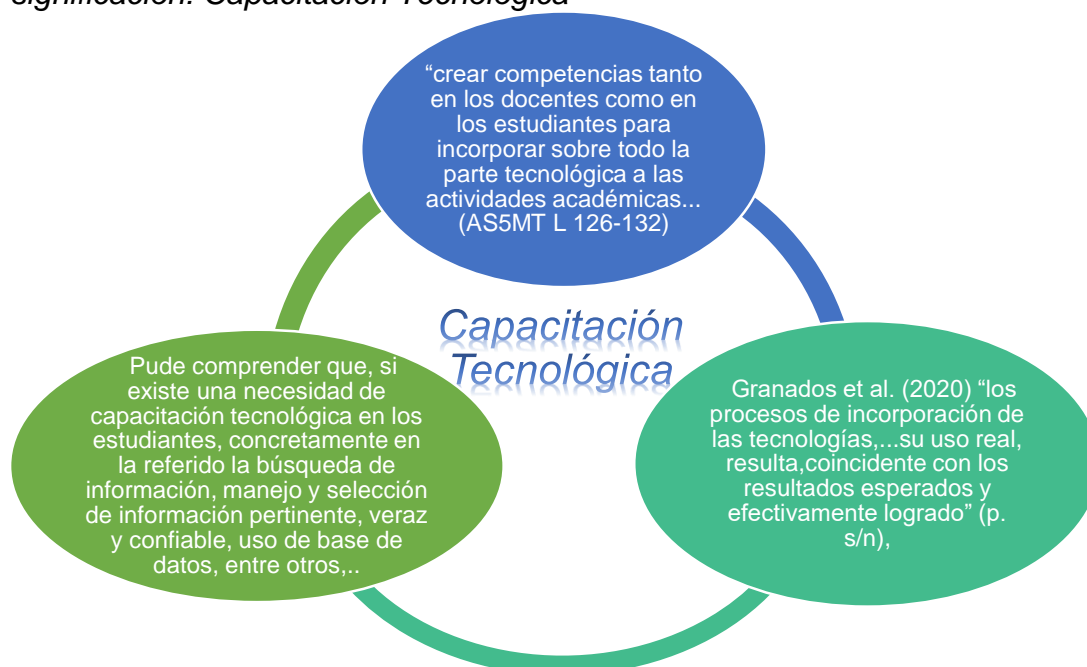 significación: Capacitación Tecnológica
“crear competencias tanto
en los docentes como en
los estudiantes para
incorporar sobre todo la
parte tecnológica a las
actividades académicas...
(AS5MT L 126-132)
Capacitación
Tecnológica
Pude comprender que, si
existe una necesidad de
capacitación tecnológica en los
estudiantes, concretamente en
la referido la búsqueda de
información, manejo y selección
de información pertinente, veraz
y confiable, uso de base de
datos, entre otros,..
Granados et al. (2020) “los
procesos de incorporación de
las tecnologías,...su uso real,
resulta,coincidente con los
resultados esperados y
efectivamente logrado” (p.
s/n),